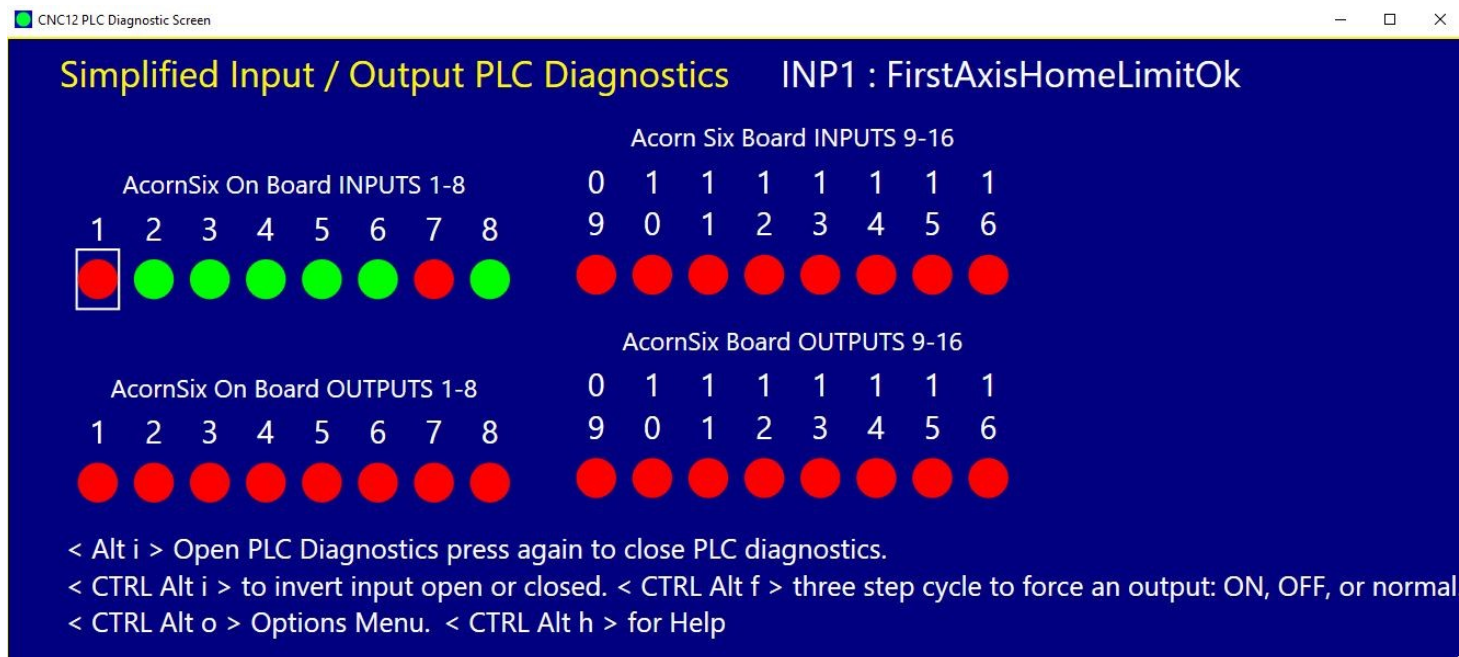 CNC12 PLC Diagnostic Screen
Simplified Input / Output PLC Diagnostics INP1 : FirstAxisHomeLimitOk
AcornSix On Board INPUTS 1-8
1 2 3 4 5 6 7 8
Acorn Six Board INPUTS 9-16
0 1 1 1 1 1 1 1
9 0 1 2 3 4 5 6
AcornSix On Board OUTPUTS 1-8
1 2 3 4 5 6 7 8
AcornSix Board OUTPUTS 9-16
0 1 1 1 1 1 1 1
9 0 1 2 3 4 5 6
< Alt i > Open PLC Diagnostics press again to close PLC diagnostics.
< CTRL Alt i > to invert input open or closed. < CTRL Alt f > three step cycle to force an output: ON, OFF, or normal.
< CTRL Alt o > Options Menu. < CTRL Alt h > for Help